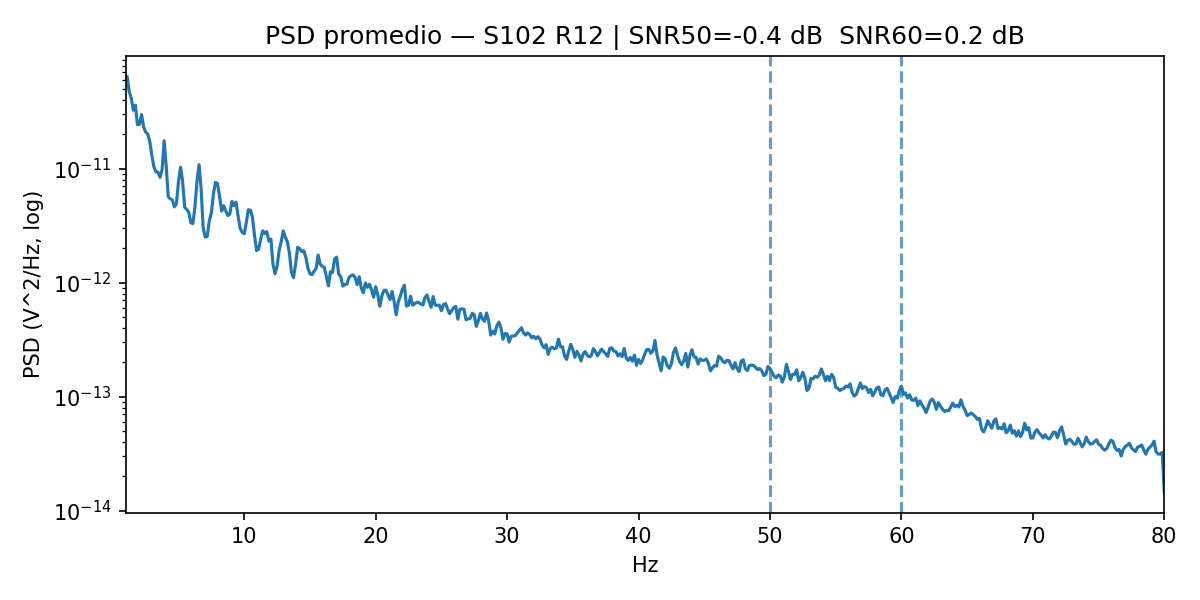 PSD promedio — S102 R12 | SNR50=-0.4 dB  SNR60=0.2 dB
PSD (V^2/Hz, log)
10⁻¹¹
10⁻¹²
10⁻¹³
10⁻¹⁴
10 20 30 40 50 60 70 80
Hz